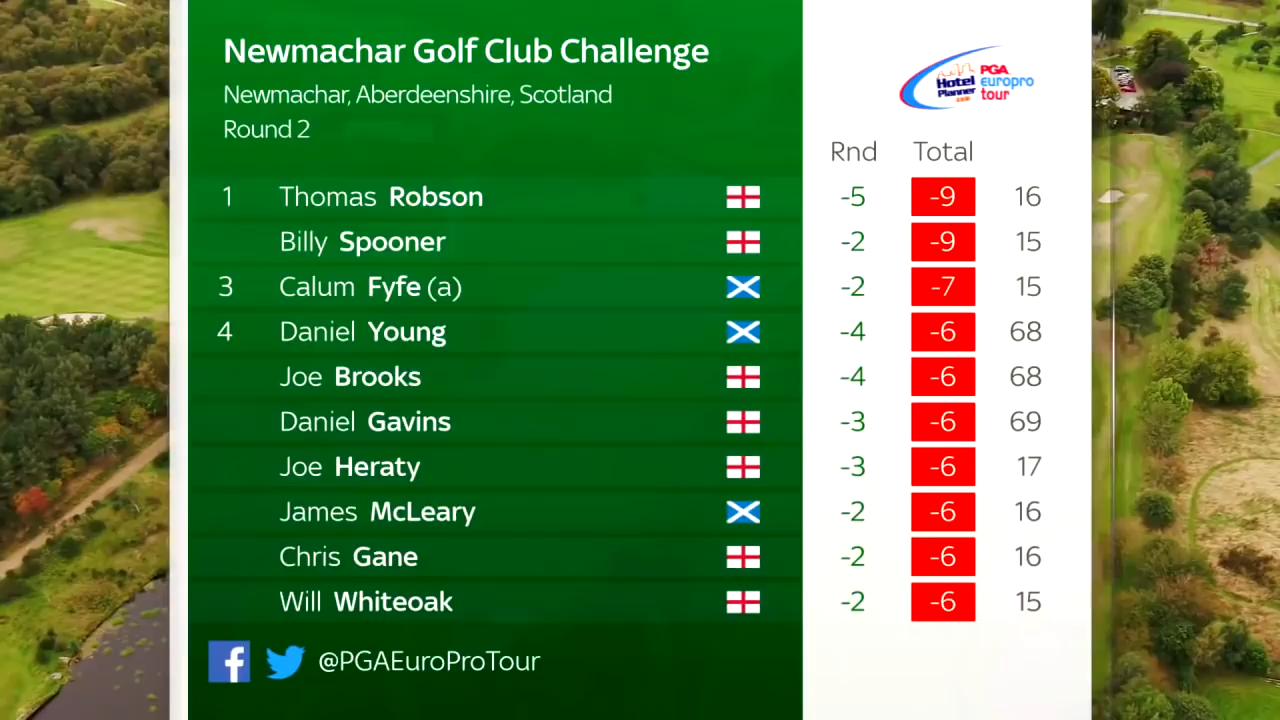 Newmachar Golf Club Challenge
Newmachar, Aberdeenshire, Scotland
Round 2
Hotel Planner .com PGA europro tour
Rnd Total
1 Thomas Robson -5 -9 16
Billy Spooner -2 -9 15
3 Calum Fyfe (a) -2 -7 15
4 Daniel Young -4 -6 68
Joe Brooks -4 -6 68
Daniel Gavins -3 -6 69
Joe Heraty -3 -6 17
James McLeary -2 -6 16
Chris Gane -2 -6 16
Will Whiteoak -2 -6 15
@PGAEuroProTour